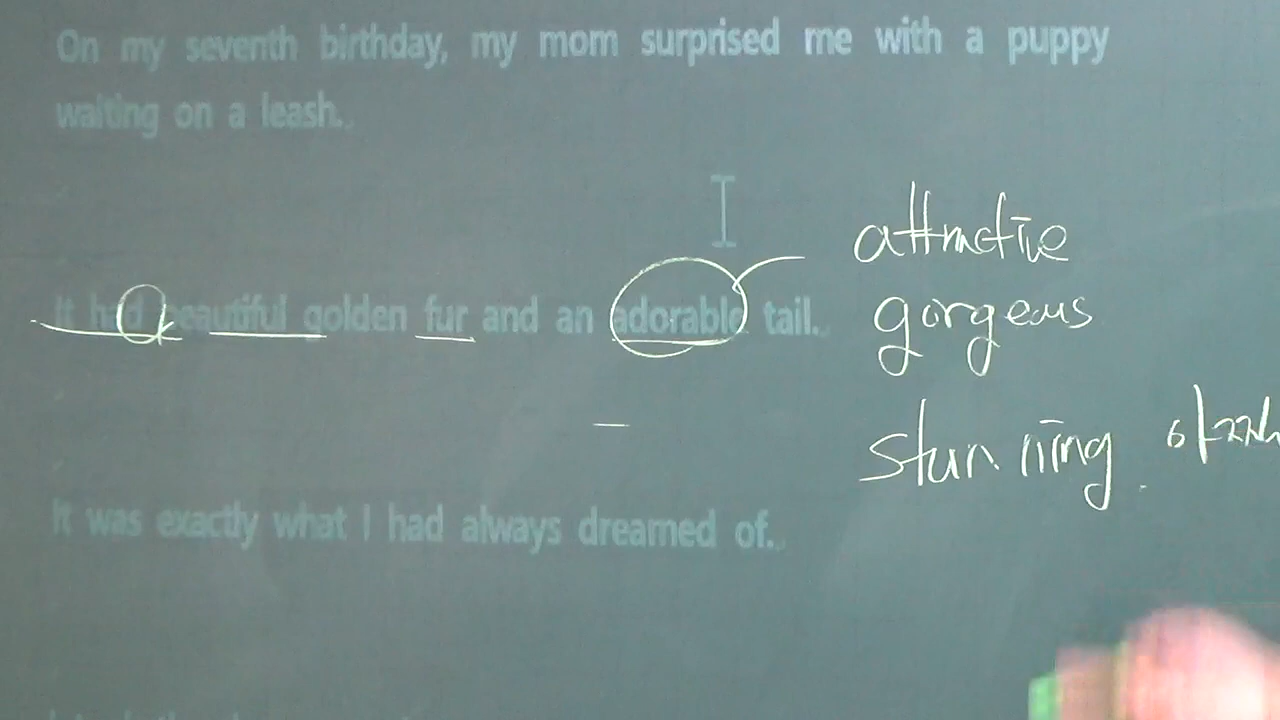 On my seventh birthday, my mom surprised me with a puppy
waiting on a leash.
attractive
It had beautiful golden fur and an adorable tail.
gorgeous
stunning
It was exactly what I had always dreamed of.